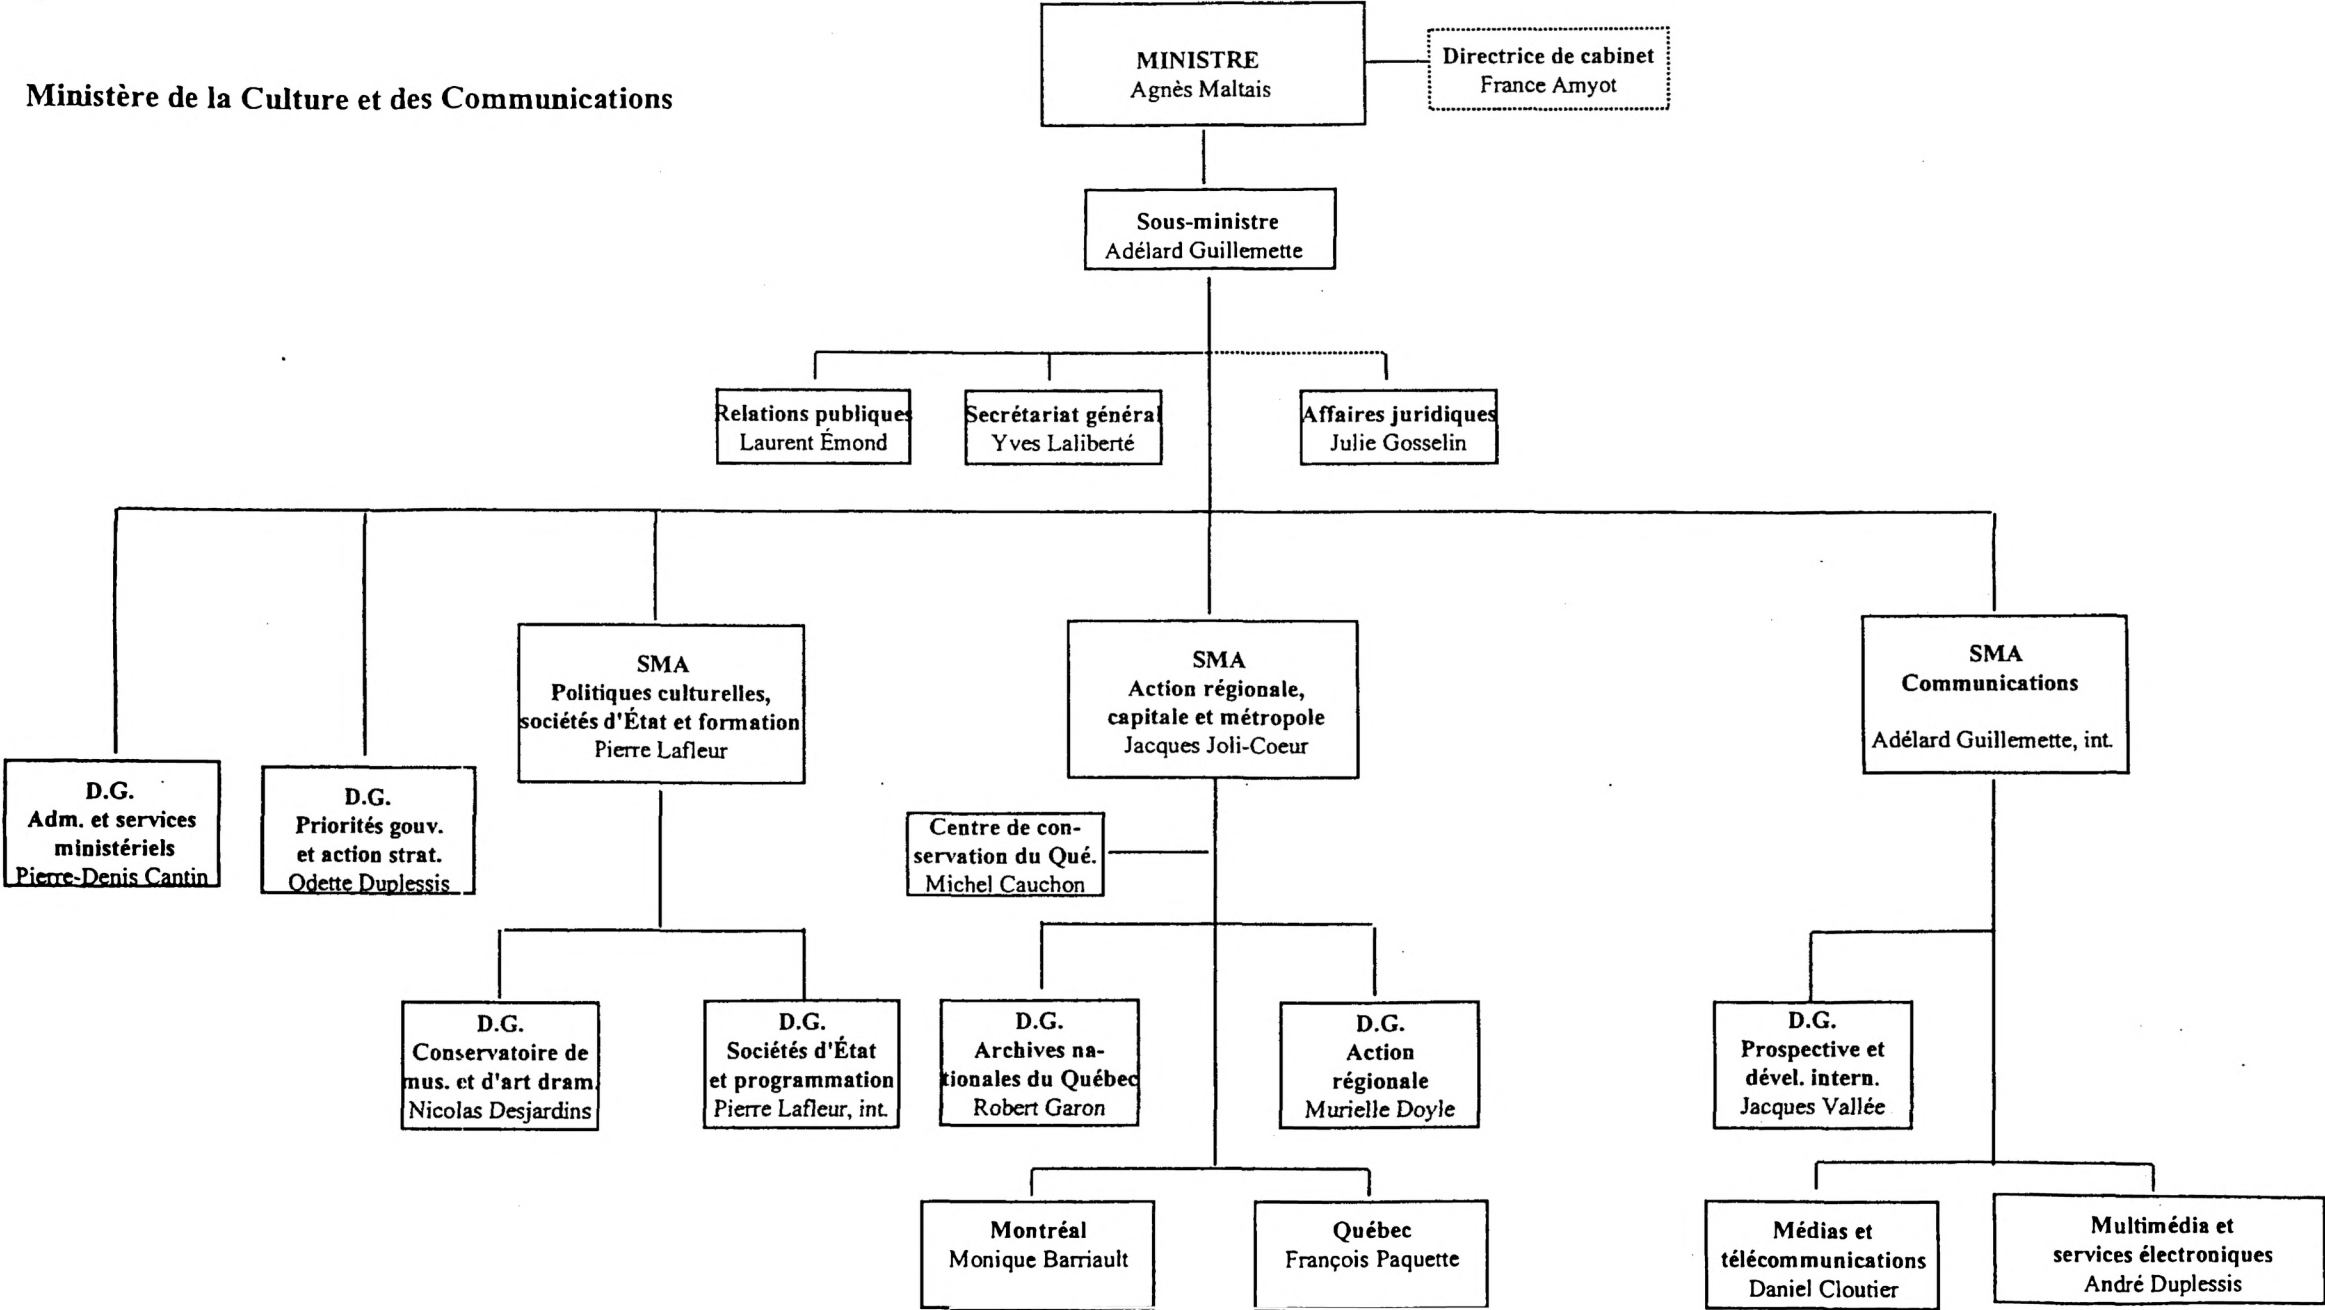 Ministère de la Culture et des Communications
MINISTRE
Agnès Maltais
Directrice de cabinet
France Amyot
Sous-ministre
Adélard Guillemette
Relations publiques
Laurent Émond
Secrétariat général
Yves Laliberté
Affaires juridiques
Julie Gosselin
D.G.
Adm. et services
ministériels
Pierre-Denis Cantin
D.G.
Priorités gouv.
et action strat.
Odette Duplessis
SMA
Politiques culturelles,
sociétés d'État et formation
Pierre Lafleur
SMA
Action régionale,
capitale et métropole
Jacques Joli-Coeur
SMA
Communications
Adélard Guillemette, int.
Centre de con-
servation du Qué.
Michel Cauchon
D.G.
Conservatoire de
mus. et d'art dram.
Nicolas Desjardins
D.G.
Sociétés d'État
et programmation
Pierre Lafleur, int.
D.G.
Archives na-
tionales du Québec
Robert Garon
D.G.
Action
régionale
Murielle Doyle
D.G.
Prospective et
dével. intern.
Jacques Vallée
Montréal
Monique Barriault
Québec
François Paquette
Médias et
télécommunications
Daniel Cloutier
Multimédia et
services électroniques
André Duplessis